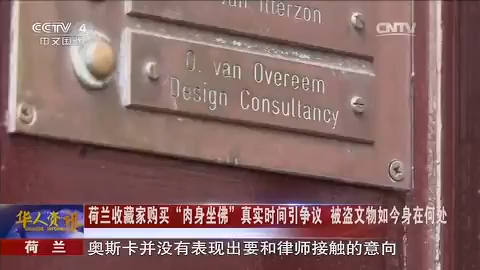 CCTV 4
中文国际
CNTV
van Itterzon
O. van Overeem
Design Consultancy
华人资讯
荷兰收藏家购买“肉身坐佛”真实时间引争议 被盗文物如今身在何处
荷兰
奥斯卡并没有表现出要和律师接触的意向